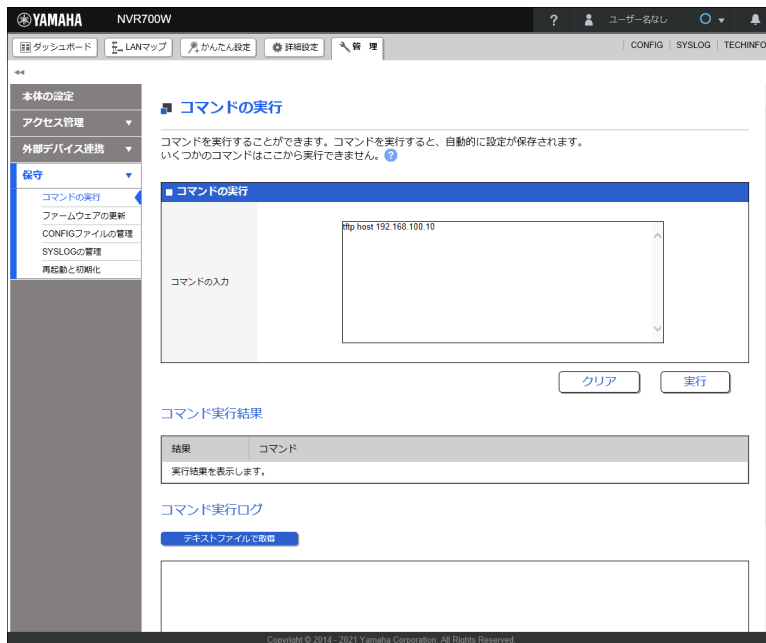 YAMAHA NVR700W ? ユーザー名なし
ダッシュボード LANマップ かんたん設定 詳細設定 管 理 CONFIG SYSLOG TECHINFO
本体の設定
アクセス管理
外部デバイス連携
保守
コマンドの実行
ファームウェアの更新
CONFIGファイルの管理
SYSLOGの管理
再起動と初期化
コマンドの実行
コマンドを実行することができます。コマンドを実行すると、自動的に設定が保存されます。
いくつかのコマンドはここから実行できません。?
■ コマンドの実行
コマンドの入力
tftp host 192.168.100.10
クリア 実行
コマンド実行結果
結果 コマンド
実行結果を表示します。
コマンド実行ログ
テキストファイルで取得
Copyright © 2014 - 2021 Yamaha Corporation. All Rights Reserved.